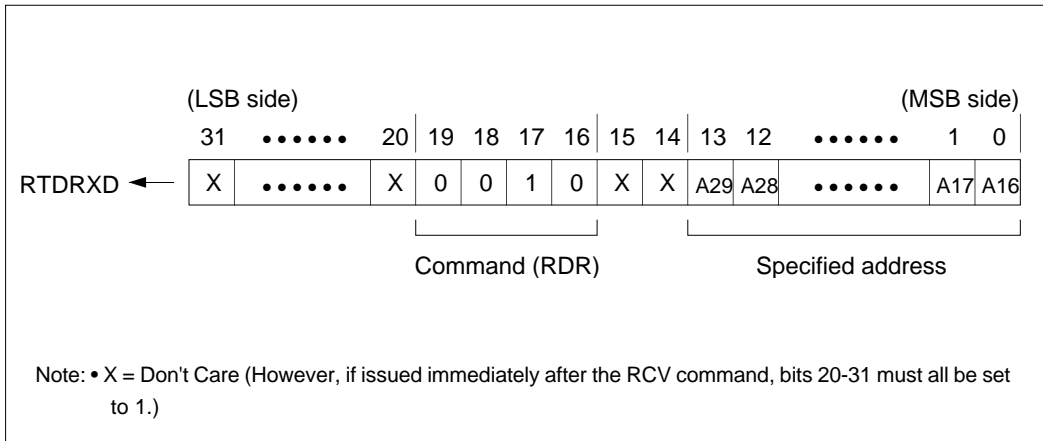 (LSB side) (MSB side)
31 •••••• 20 19 18 17 16 15 14 13 12 •••••• 1 0
RTDRXD X •••••• X 0 0 1 0 X X A29 A28 •••••• A17 A16
Command (RDR) Specified address
Note: • X = Don't Care (However, if issued immediately after the RCV command, bits 20-31 must all be set
to 1.)